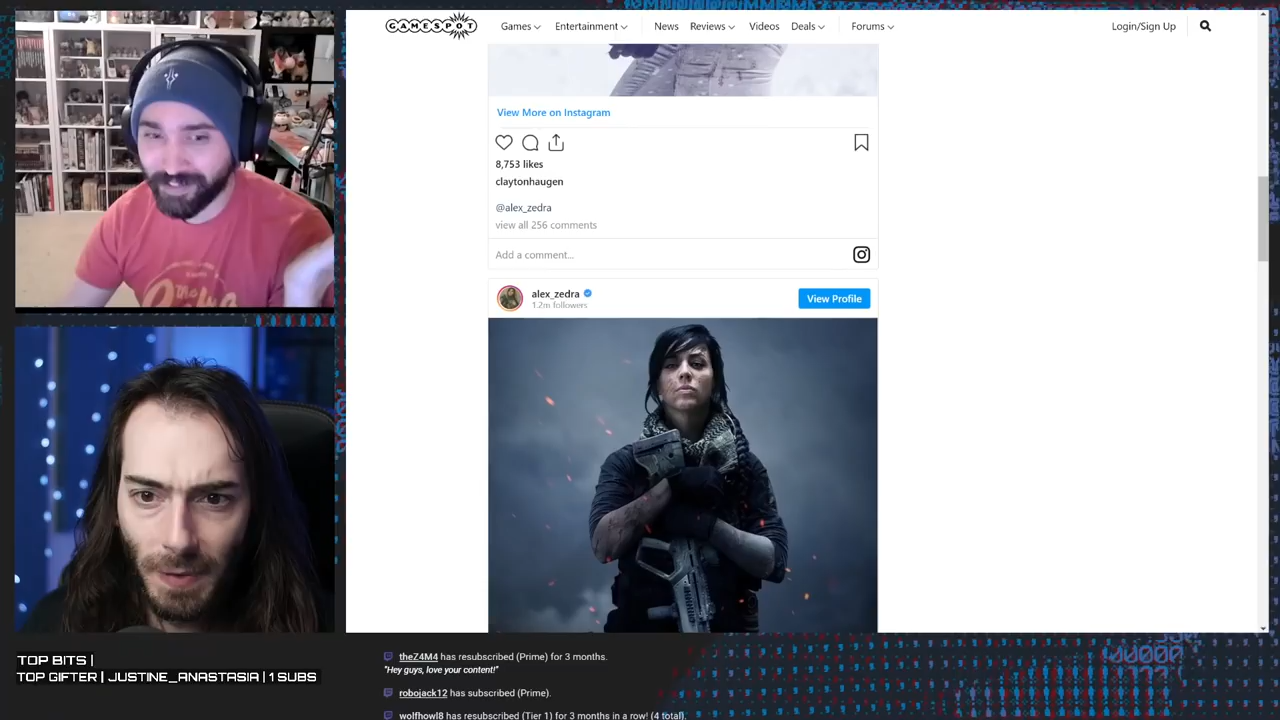 GAMESPOT
Games Entertainment News Reviews Videos Deals Forums Login/Sign Up
View More on Instagram
8,753 likes
claytonhaugen
@alex_zedra
view all 256 comments
Add a comment...
alex_zedra
1.2m followers
View Profile
TOP BITS |
TOP GIFTER | JUSTINE_ANASTASIA | 1 SUBS
theZ4M4 has resubscribed (Prime) for 3 months.
"Hey guys, love your content!"
robojack12 has subscribed (Prime).
wolfhowl8 has resubscribed (Tier 1) for 3 months in a row! (4 total).